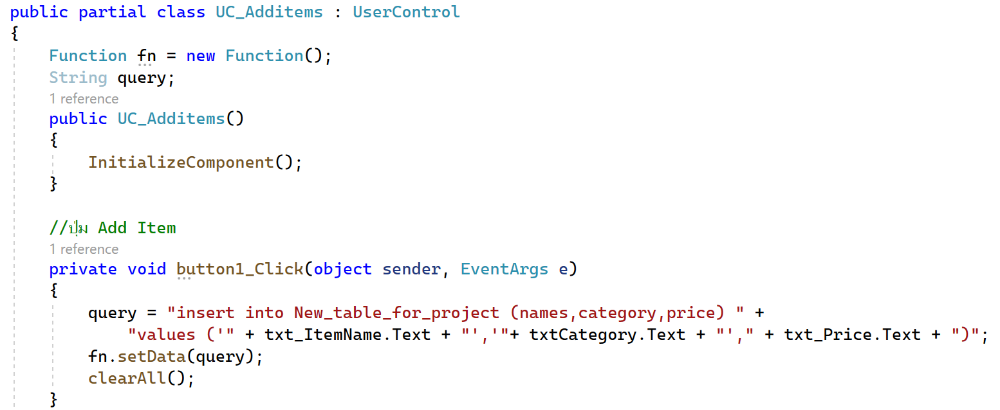 public partial class UC_Additems : UserControl
{
Function fn = new Function();
String query;
1 reference
public UC_Additems()
{
InitializeComponent();
}
//ปุ่ม Add Item
1 reference
private void button1_Click(object sender, EventArgs e)
{
query = "insert into New_table_for_project (names,category,price) " +
"values ('" + txt_ItemName.Text + "','"+ txtCategory.Text + "'," + txt_Price.Text + ")";
fn.setData(query);
clearAll();
}